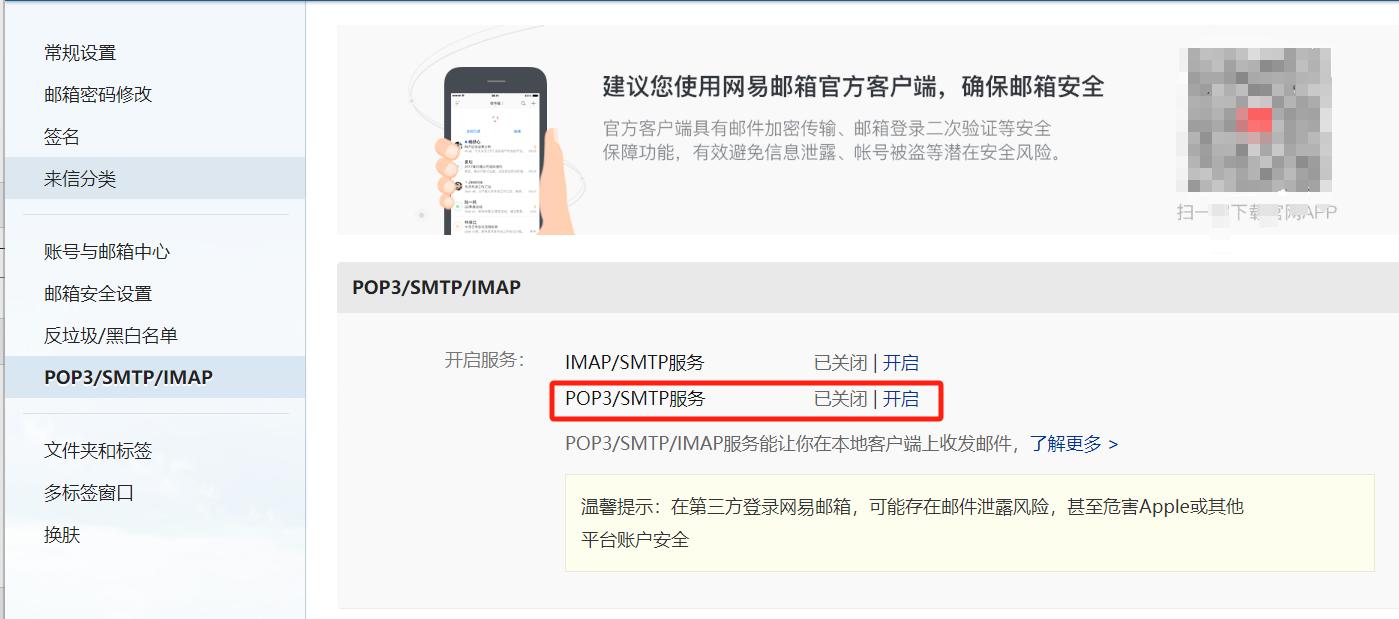 常规设置
邮箱密码修改
签名
来信分类
账号与邮箱中心
邮箱安全设置
反垃圾/黑白名单
POP3/SMTP/IMAP
文件夹和标签
多标签窗口
换肤
建议您使用网易邮箱官方客户端，确保邮箱安全
官方客户端具有邮件加密传输、邮箱登录二次验证等安全
保障功能，有效避免信息泄露、帐号被盗等潜在安全风险。
扫一 下载官网APP
POP3/SMTP/IMAP
开启服务： IMAP/SMTP服务 已关闭 | 开启
POP3/SMTP服务 已关闭 | 开启
POP3/SMTP/IMAP服务能让你在本地客户端上收发邮件，了解更多 >
温馨提示：在第三方登录网易邮箱，可能存在邮件泄露风险，甚至危害Apple或其他
平台账户安全